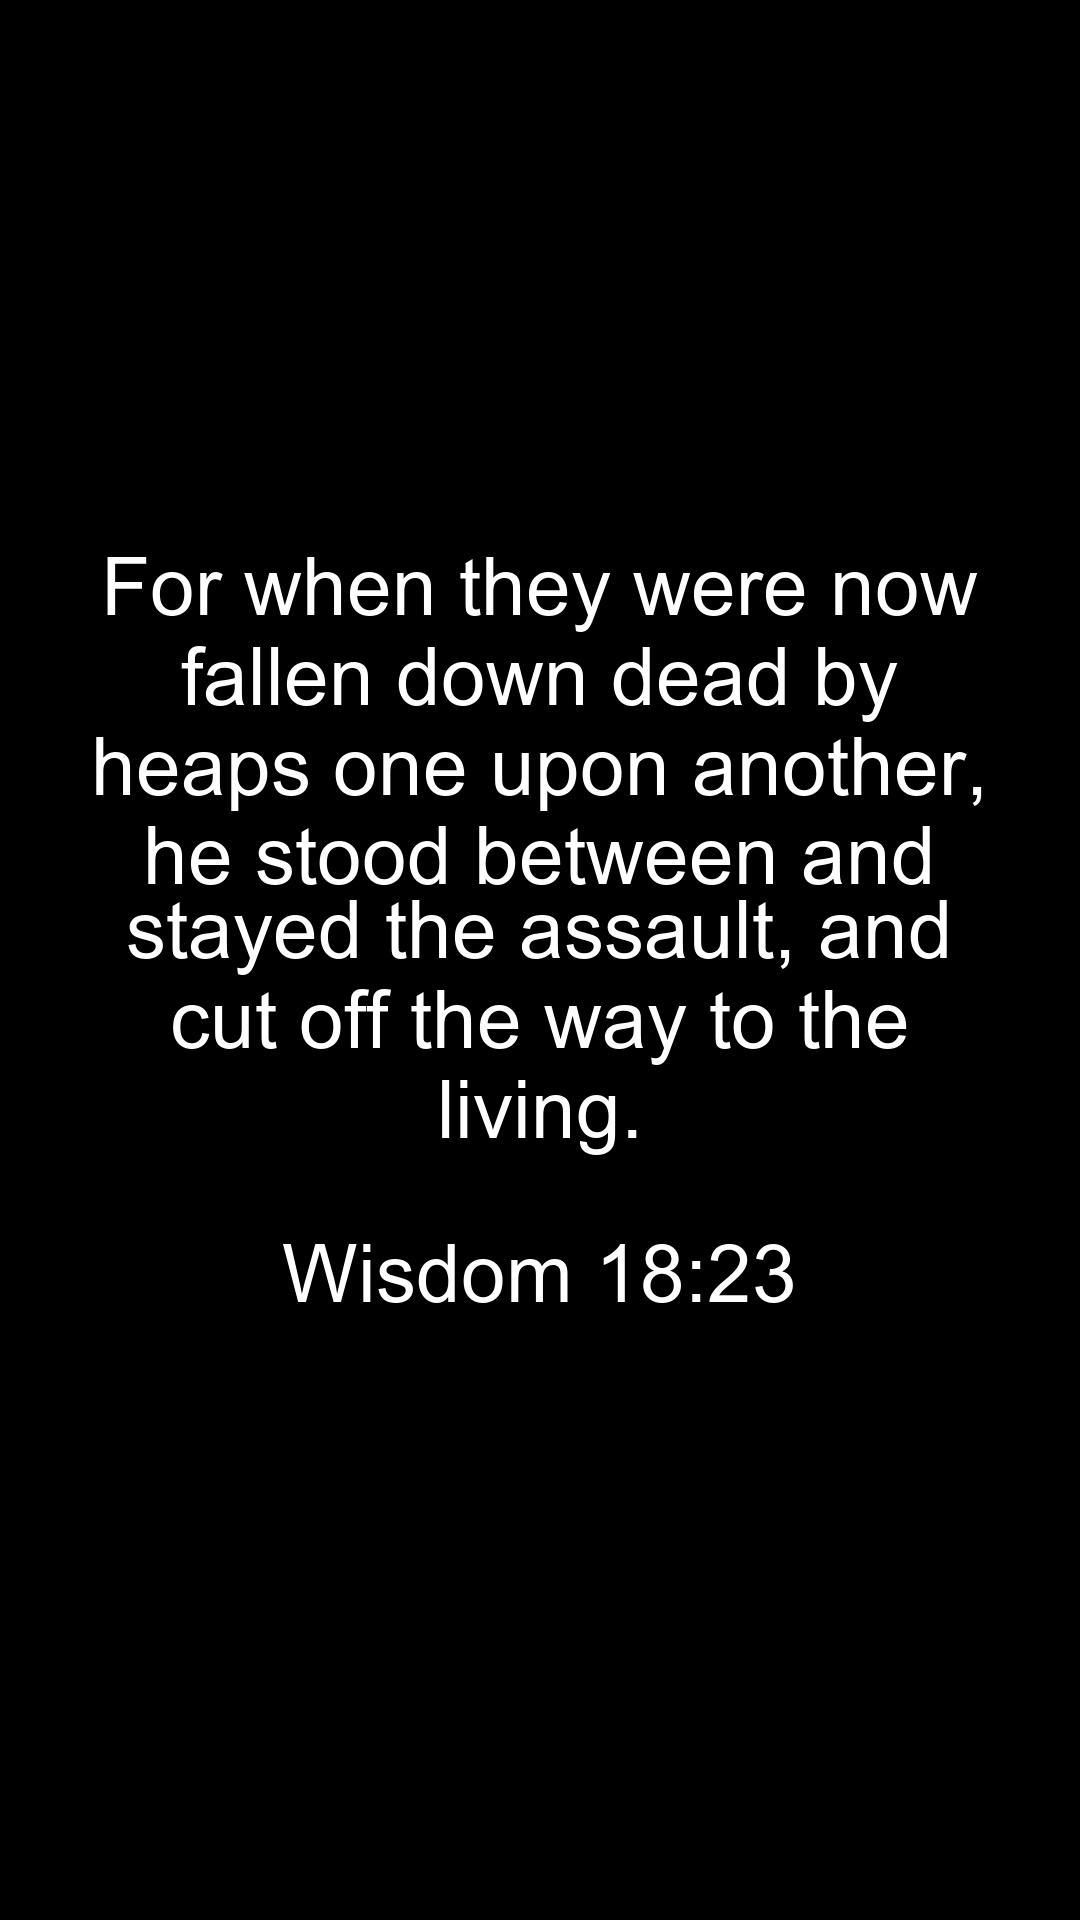 For when they were now
fallen down dead by
heaps one upon another,
he stood between and
stayed the assault, and
cut off the way to the
living.
Wisdom 18:23